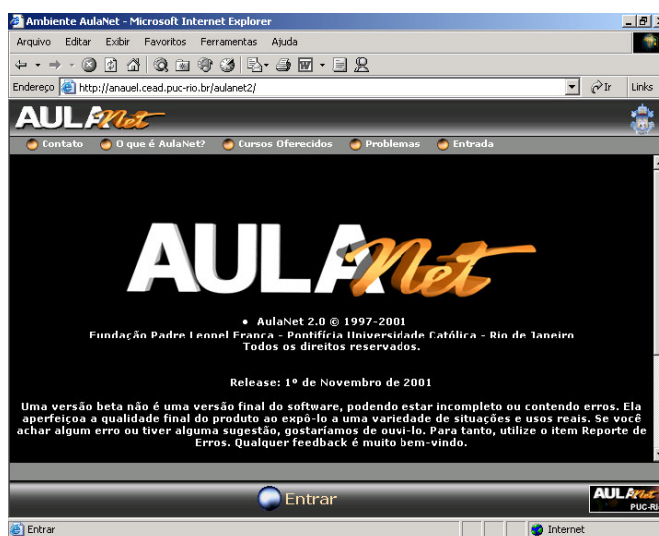 Ambiente AulaNet - Microsoft Internet Explorer
Arquivo Editar Exibir Favoritos Ferramentas Ajuda
Endereço http://anauel.cead.puc-rio.br/aulanet2/ Ir Links
AULANet
Contato O que é AulaNet? Cursos Oferecidos Problemas Entrada
AULANet
• AulaNet 2.0 © 1997-2001
Fundação Padre Leonel Franca - Pontifícia Universidade Católica - Rio de Janeiro
Todos os direitos reservados.
Release: 1º de Novembro de 2001
Uma versão beta não é uma versão final do software, podendo estar incompleto ou contendo erros. Ela
aperfeiçoa a qualidade final do produto ao expô-lo a uma variedade de situações e usos reais. Se você
achar algum erro ou tiver alguma sugestão, gostaríamos de ouvi-lo. Para tanto, utilize o item Reporte de
Erros. Qualquer feedback é muito bem-vindo.
Entrar
AULANet
PUC-RI
Entrar Internet